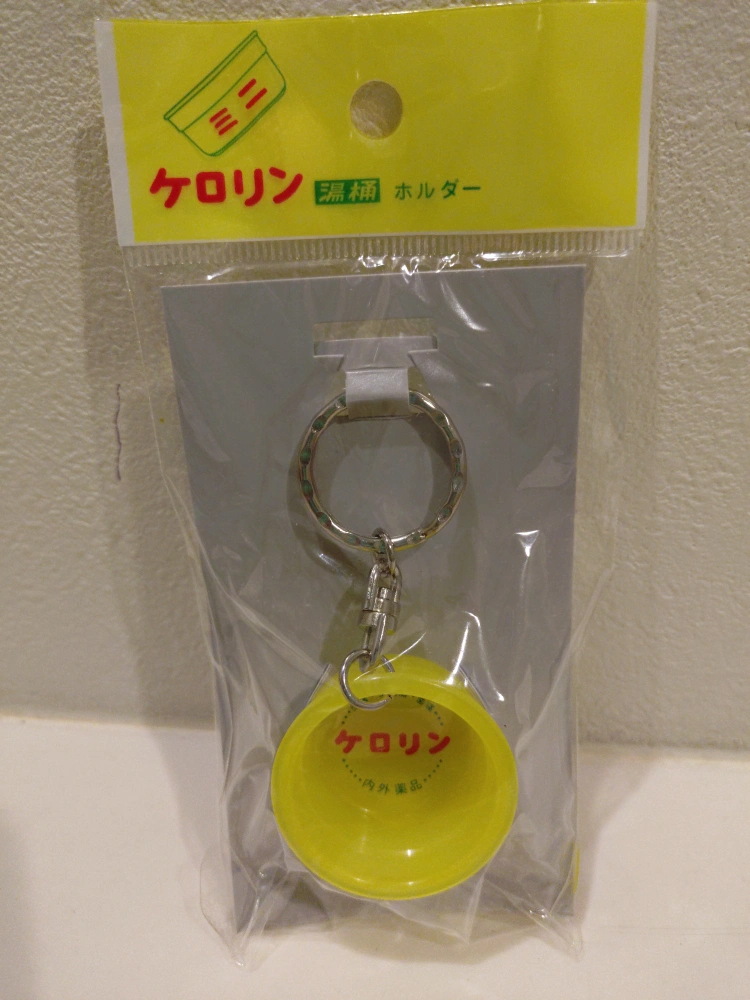 ミニ
ケロリン 湯桶 ホルダー
ケロリン
内外薬品